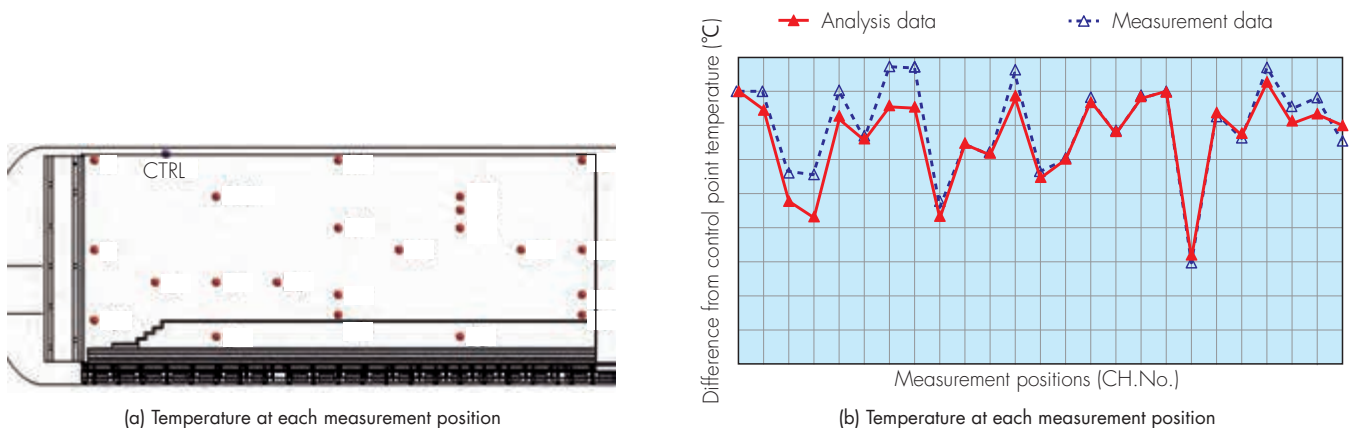 CTRL
(a) Temperature at each measurement position
Analysis data
Measurement data
Difference from control point temperature (℃)
Measurement positions (CH.No.)
(b) Temperature at each measurement position